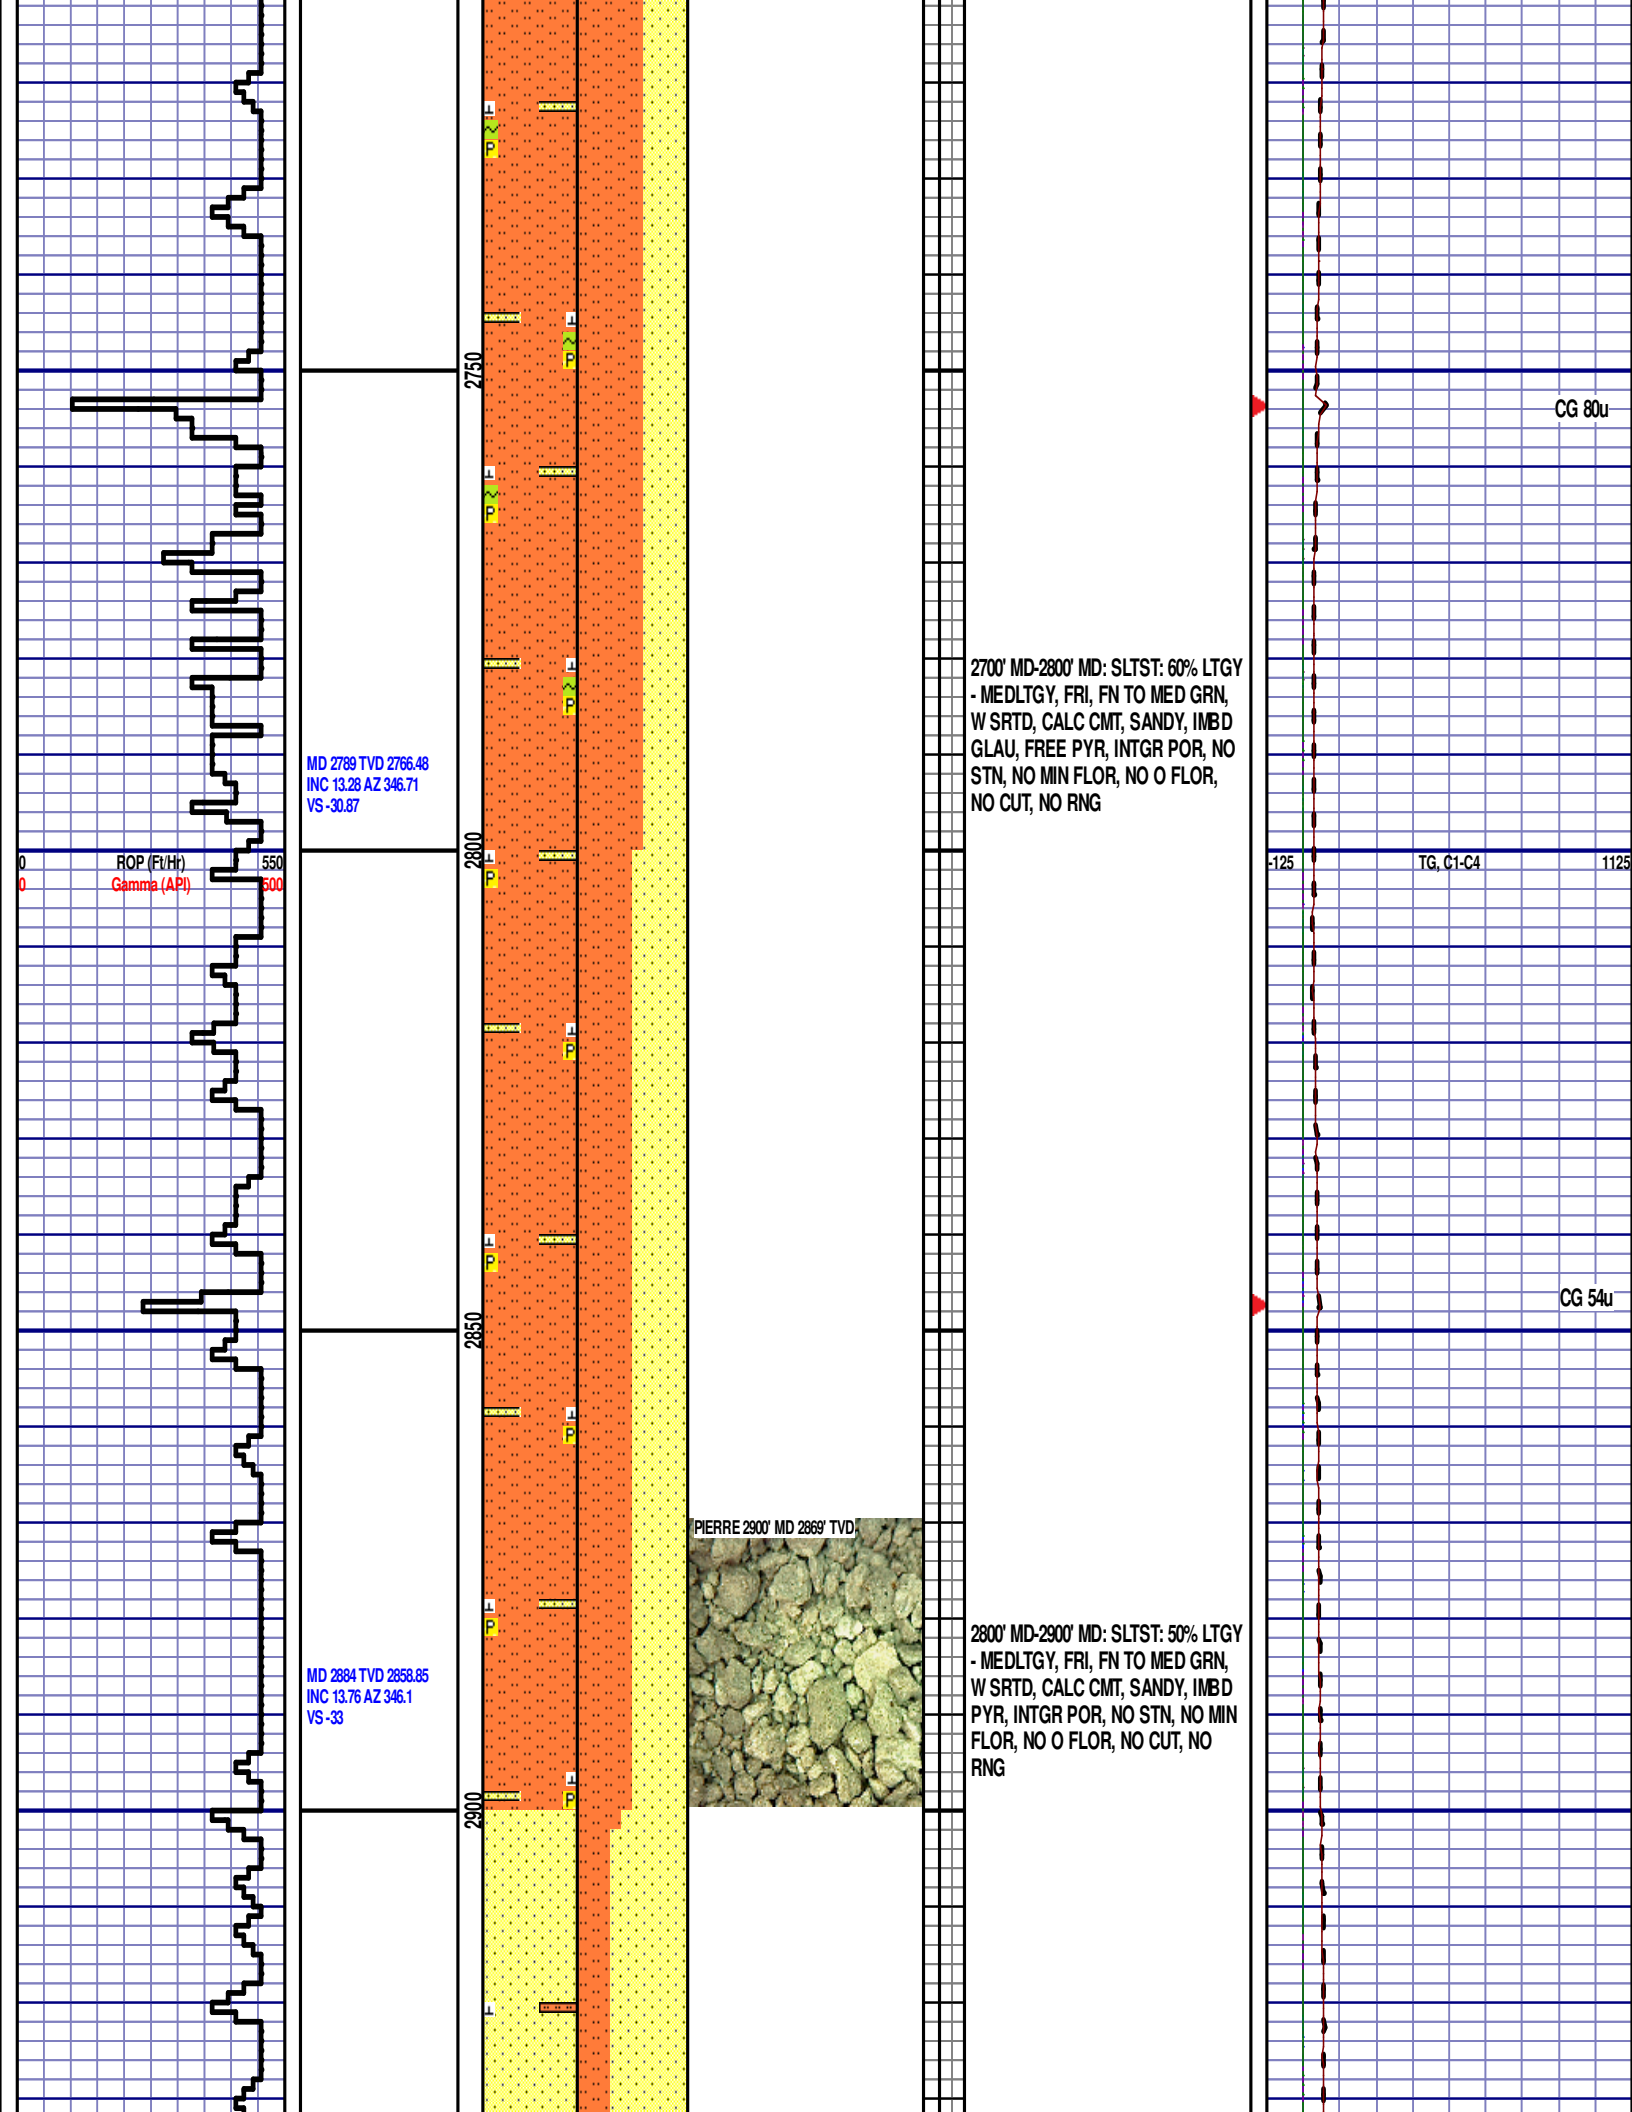 2750
CG 80u
2700' MD-2800' MD: SLTST: 60% LTGY
- MEDLTGY, FRI, FN TO MED GRN,
W SRTD, CALC CMT, SANDY, IMBD
GLAU, FREE PYR, INTGR POR, NO
STN, NO MIN FLOR, NO O FLOR,
NO CUT, NO RNG
MD 2789 TVD 2766.48
INC 13.28 AZ 346.71
VS -30.87
2800
0 ROP (Ft/Hr) 550
0 Gamma (API) 500
-125 TG, C1-C4 1125
P
P
P
P
P
P
P
P
P
P
CG 54u
2850
PIERRE 2900' MD 2869' TVD
2800' MD-2900' MD: SLTST: 50% LTGY
- MEDLTGY, FRI, FN TO MED GRN,
W SRTD, CALC CMT, SANDY, IMBD
PYR, INTGR POR, NO STN, NO MIN
FLOR, NO O FLOR, NO CUT, NO
RNG
MD 2884 TVD 2858.85
INC 13.76 AZ 346.1
VS -33
2900